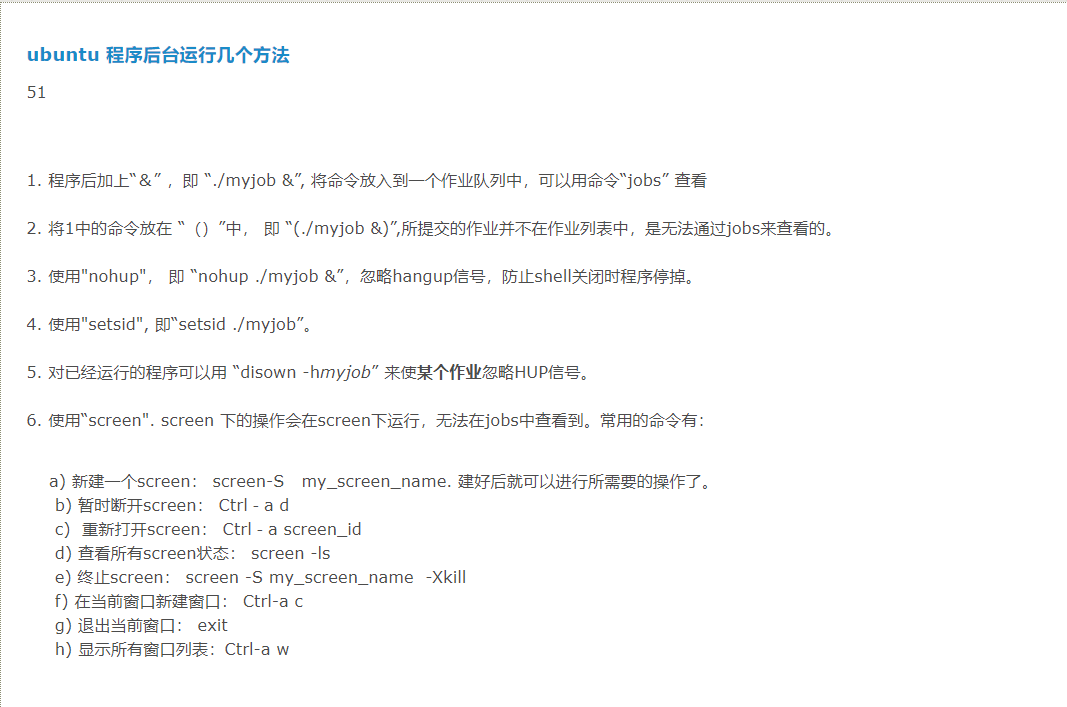 ubuntu 程序后台运行几个方法
51
1. 程序后加上“＆” ，即 “./myjob &”, 将命令放入到一个作业队列中，可以用命令“jobs” 查看
2. 将1中的命令放在 “（）”中， 即 “(./myjob &)”,所提交的作业并不在作业列表中，是无法通过jobs来查看的。
3. 使用"nohup"， 即 “nohup ./myjob &”，忽略hangup信号，防止shell关闭时程序停掉。
4. 使用"setsid", 即“setsid ./myjob”。
5. 对已经运行的程序可以用 “disown -hmyjob” 来使某个作业忽略HUP信号。
6. 使用“screen". screen 下的操作会在screen下运行，无法在jobs中查看到。常用的命令有：
a) 新建一个screen： screen-S my_screen_name. 建好后就可以进行所需要的操作了。
b) 暂时断开screen： Ctrl - a d
c) 重新打开screen： Ctrl - a screen_id
d) 查看所有screen状态： screen -ls
e) 终止screen： screen -S my_screen_name -Xkill
f) 在当前窗口新建窗口： Ctrl-a c
g) 退出当前窗口： exit
h) 显示所有窗口列表：Ctrl-a w